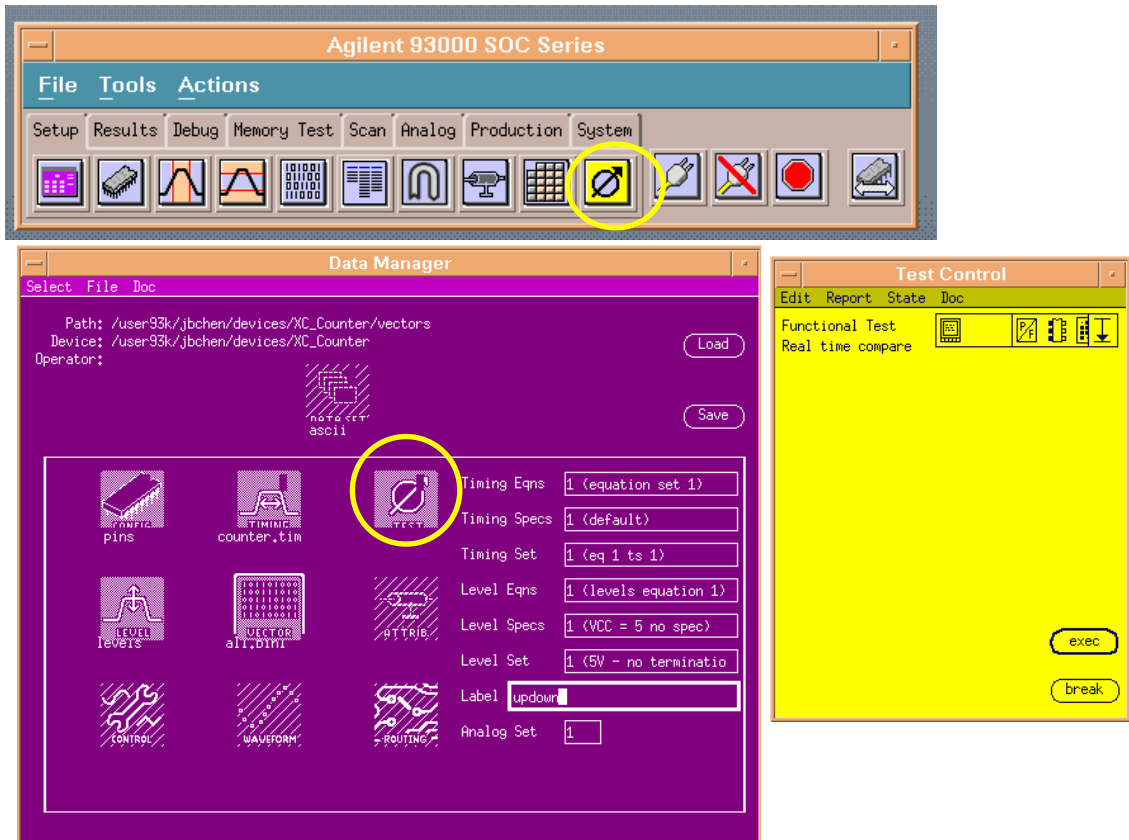 Agilent 93000 SOC Series
File Tools Actions
Setup Results Debug Memory Test Scan Analog Production System
Data Manager
Select File Doc
Path: /user93k/jbchen/devices/XC_Counter/vectors
Device: /user93k/jbchen/devices/XC_Counter
Operator:
Load
DATA SET
ascii
Save
CONFIG
pins
TIMING
counter.tim
TEST
LEVEL
levels
VECTOR
all.bin1
ATTRIB.
CONTROL
WAVEFORM
ROUTING
Timing Eqns 1 (equation set 1)
Timing Specs 1 (default)
Timing Set 1 (eq 1 ts 1)
Level Eqns 1 (levels equation 1)
Level Specs 1 (VCC = 5 no spec)
Level Set 1 (5V - no terminatio
Label updown
Analog Set 1
Test Control
Edit Report State Doc
Functional Test
Real time compare
P/F
exec
break